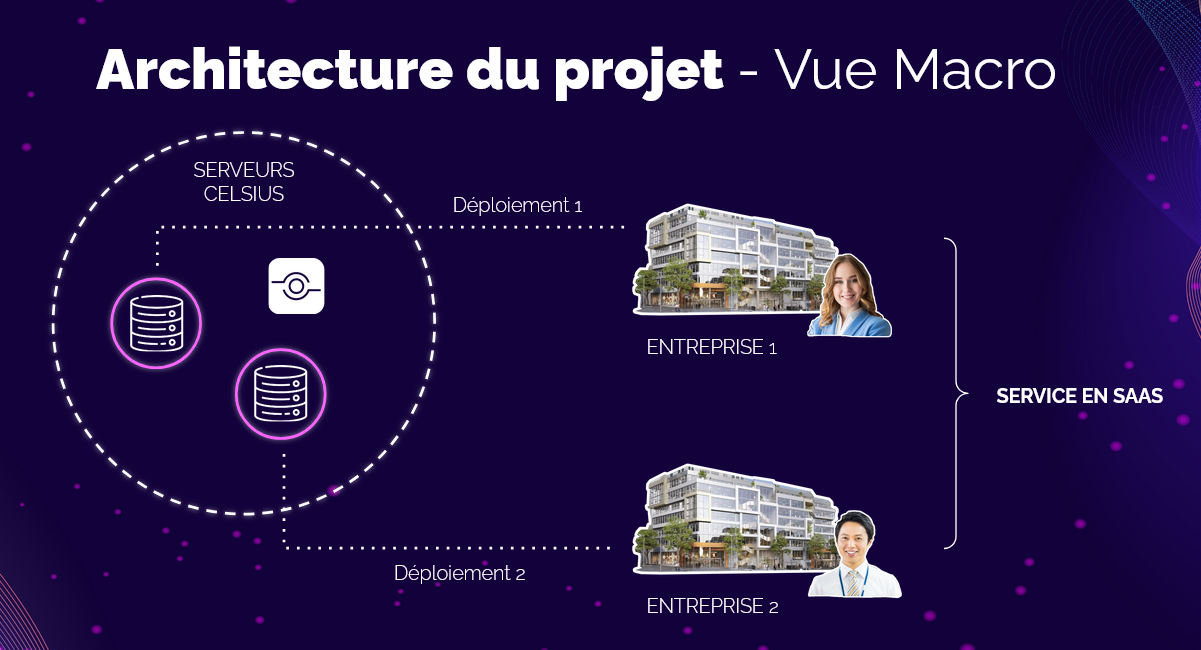 Architecture du projet - Vue Macro
SERVEURS
CELSIUS
Déploiement 1
ENTREPRISE 1
SERVICE EN SAAS
Déploiement 2
ENTREPRISE 2